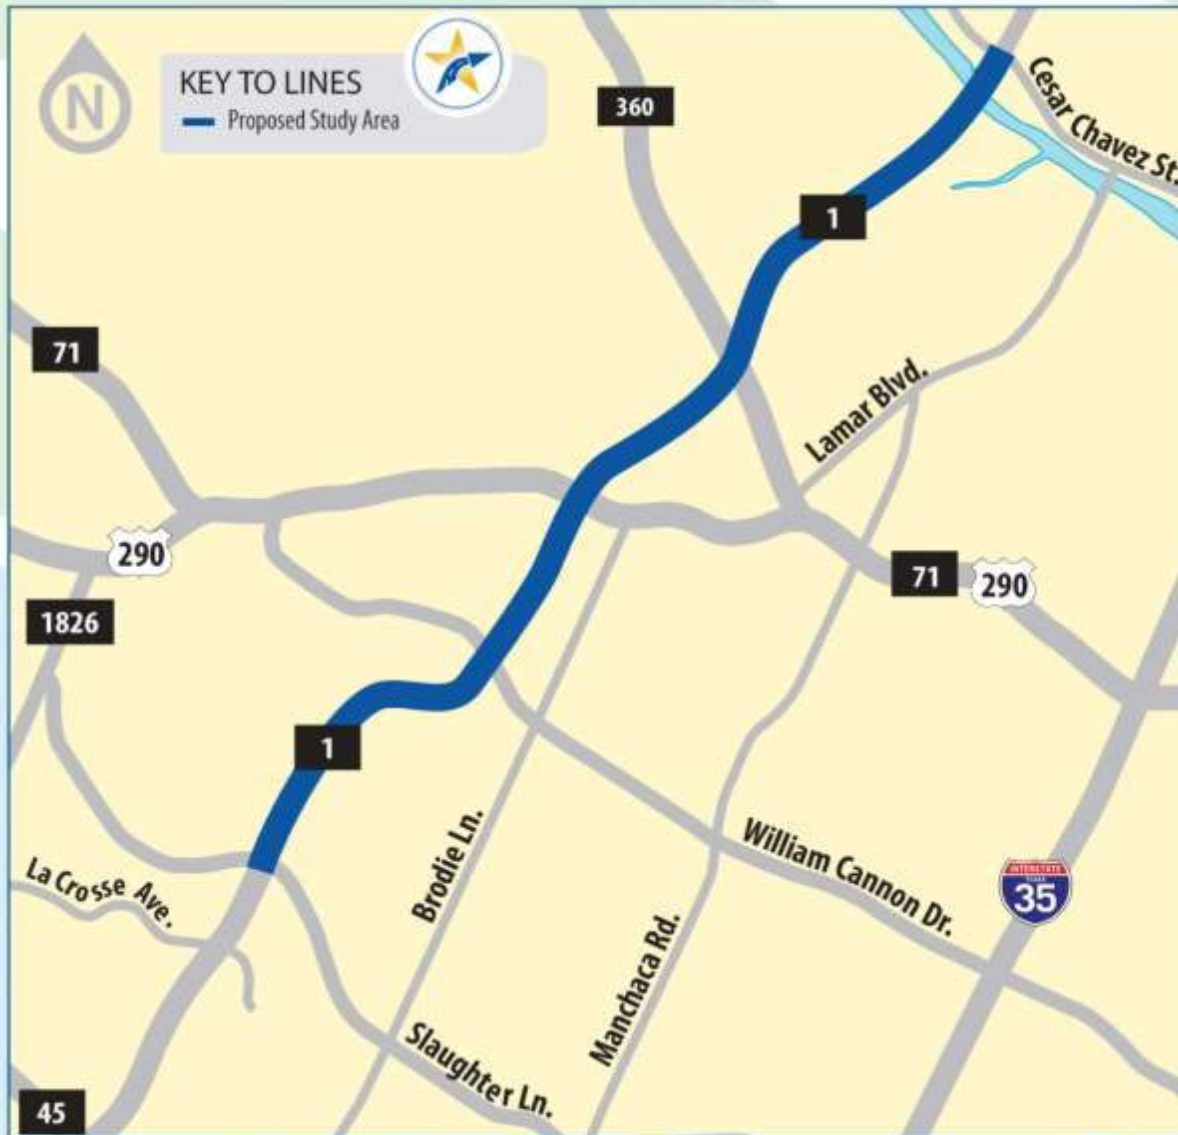 N
KEY TO LINES
Proposed Study Area
360
Cesar Chavez St.
1
71
Lamar Blvd.
290
71
290
1826
1
La Crosse Ave.
Brodie Ln.
William Cannon Dr.
INTERSTATE
TEXAS
35
Manchaca Rd.
Slaughter Ln.
45